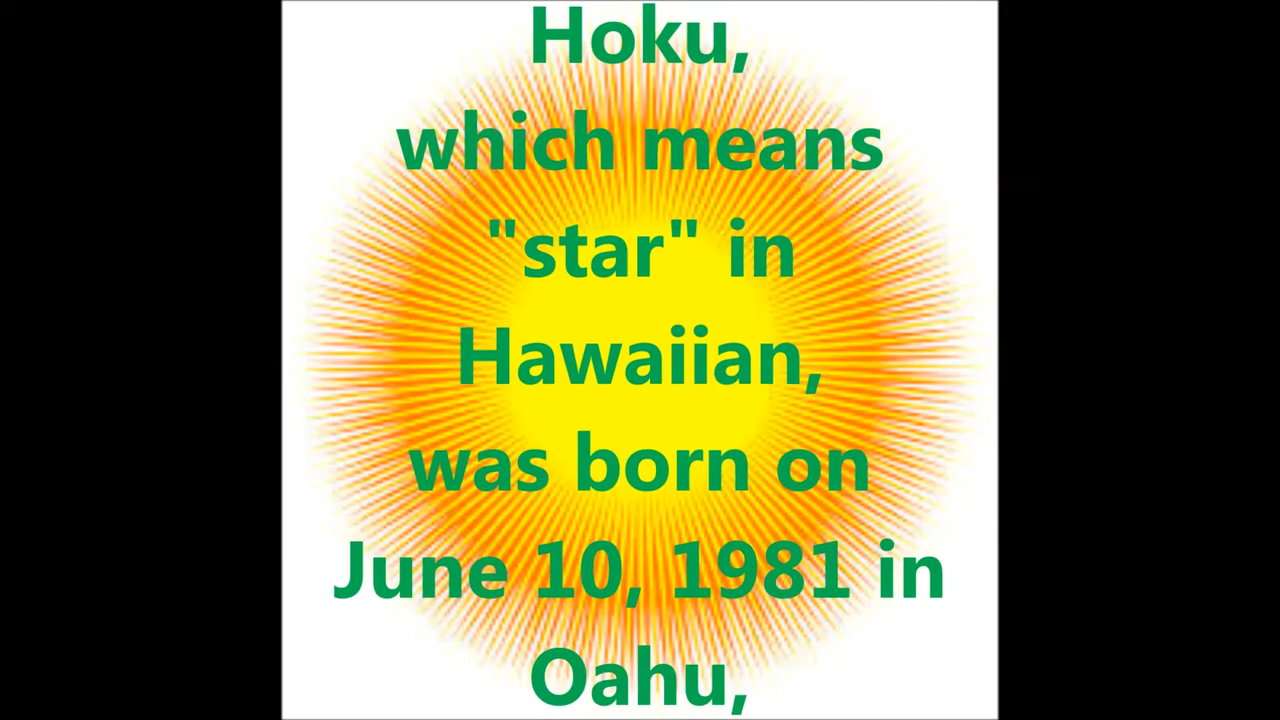 Hoku,
which means
"star" in
Hawaiian,
was born on
June 10, 1981 in
Oahu,